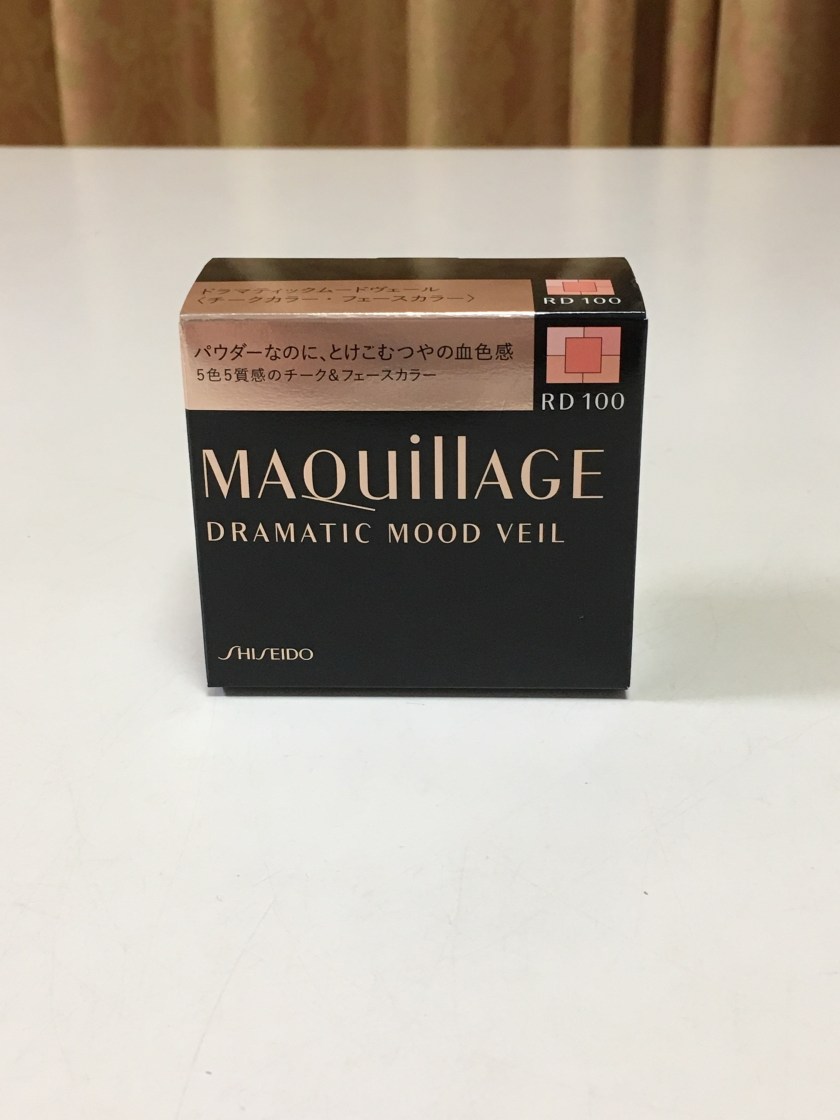 ドラマティックムードヴェール
〈チークカラー・フェースカラー〉
RD 100
パウダーなのに、とけこむつやの血色感
5色5質感のチーク&フェースカラー
RD 100
MAQuillAGE
DRAMATIC MOOD VEIL
SHISEIDO